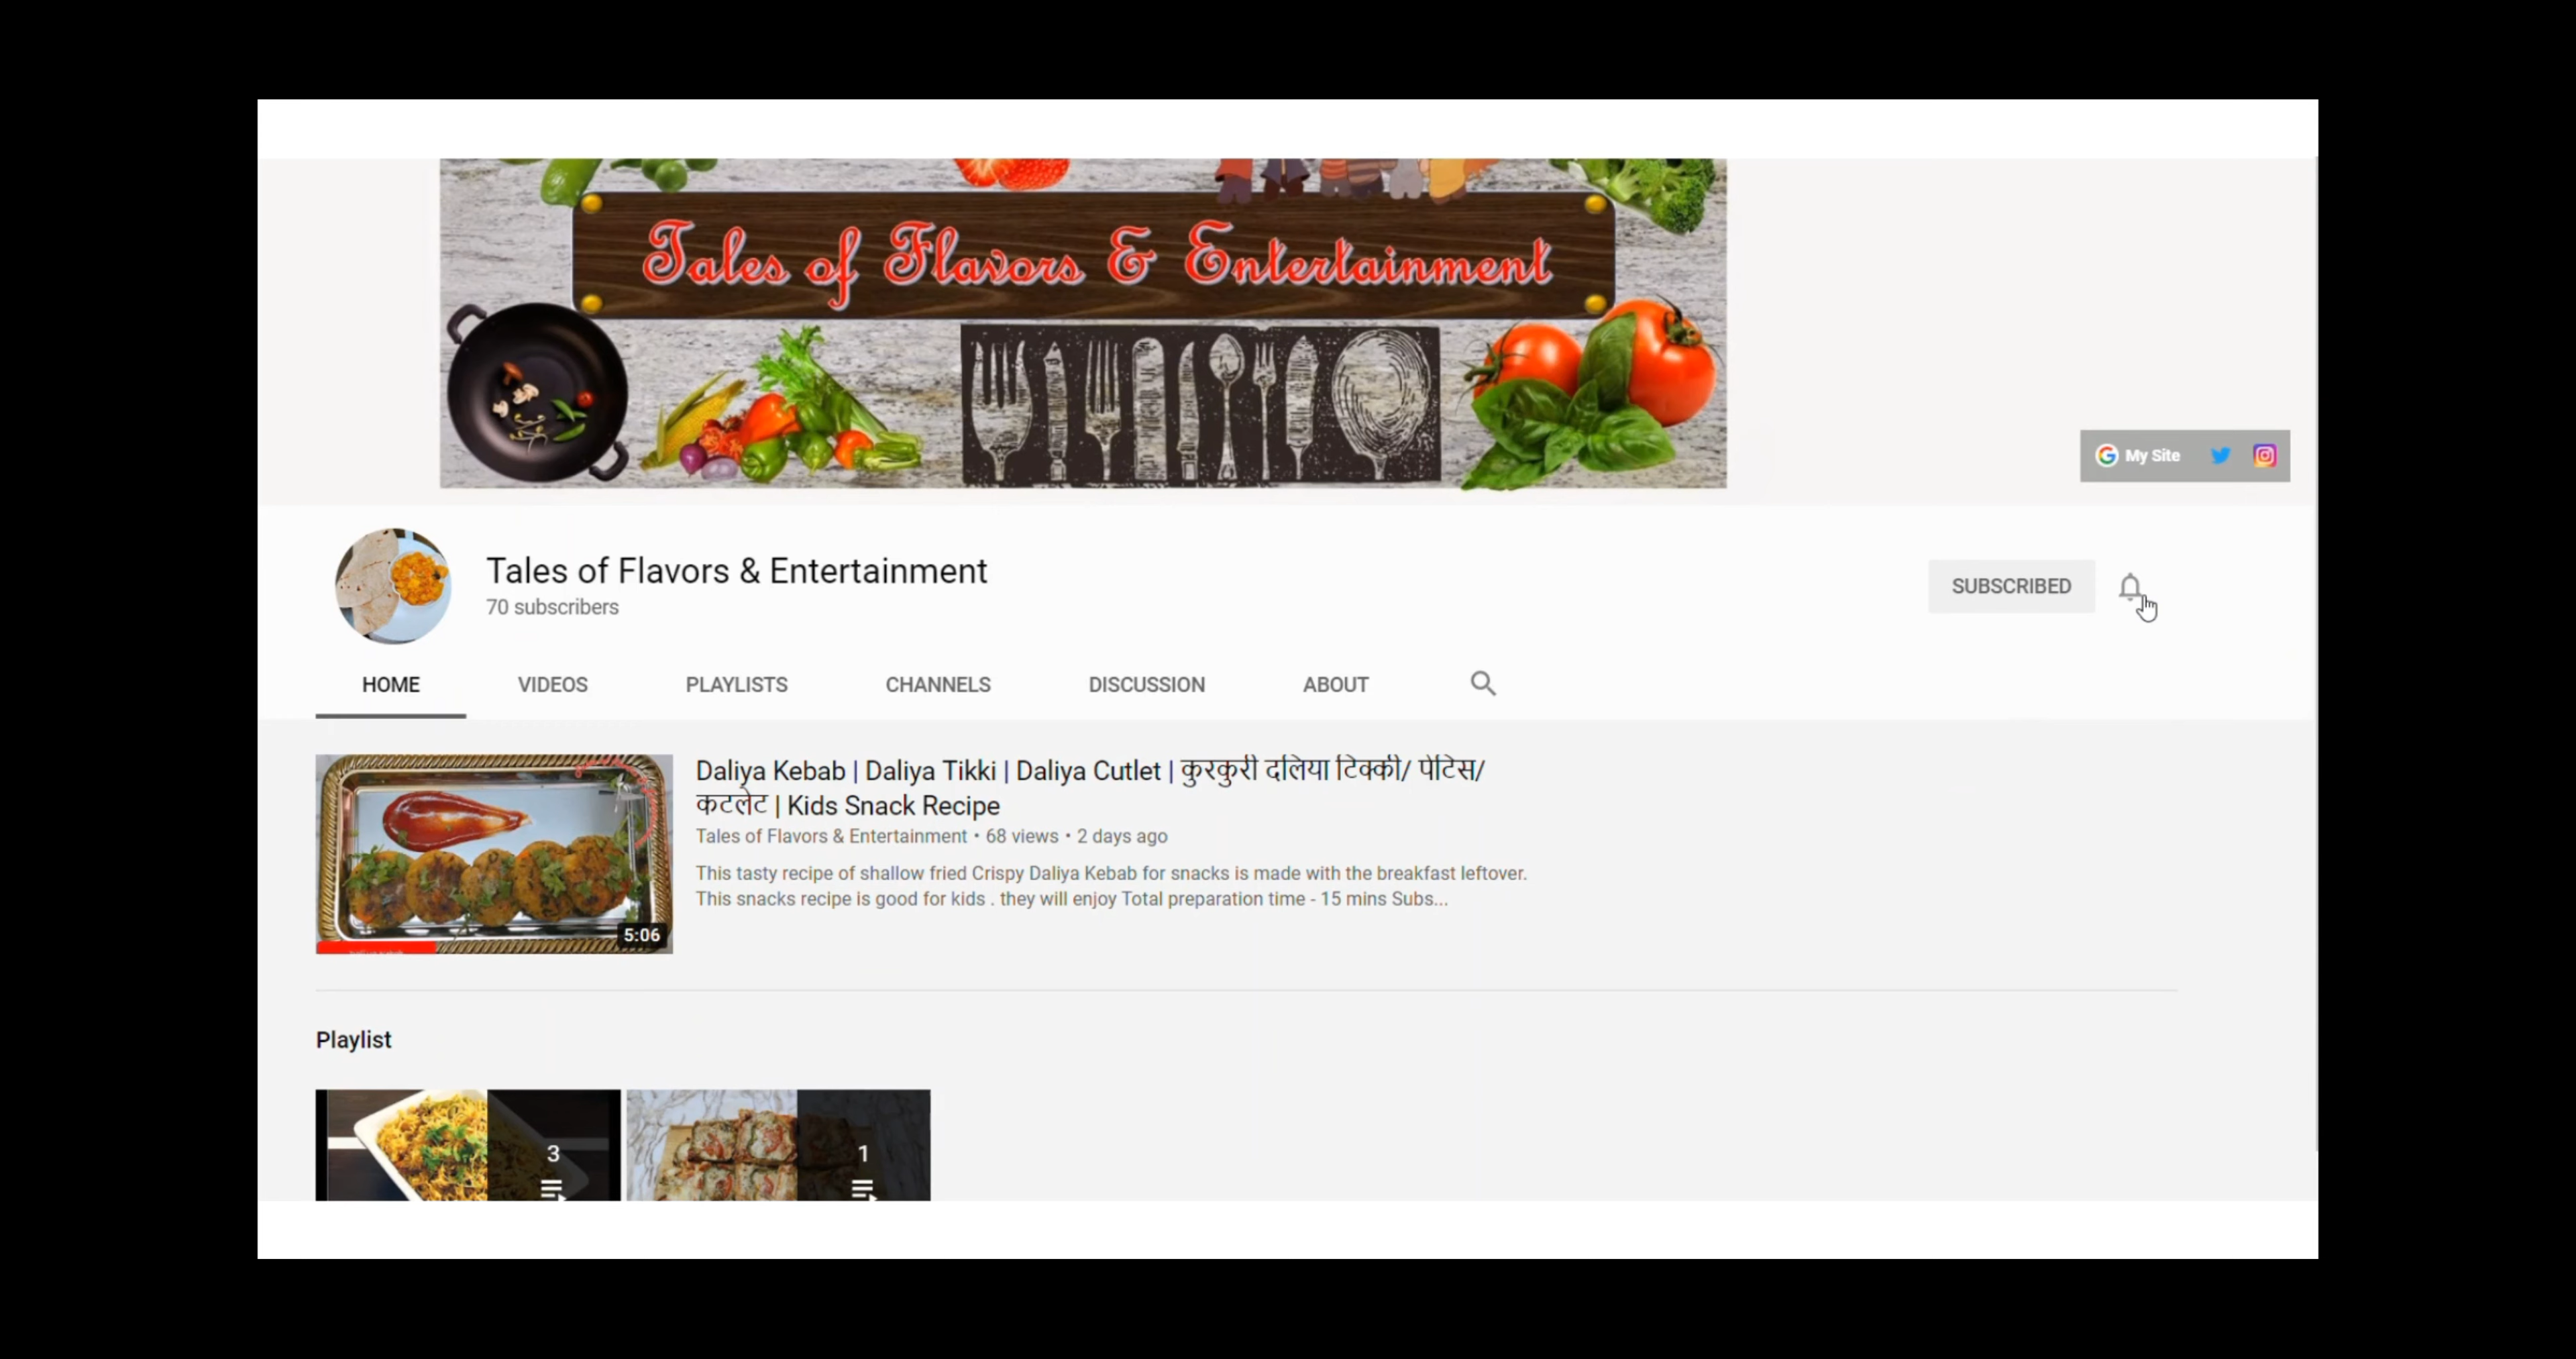 Tales of Flavors & Entertainment
My Site
Tales of Flavors & Entertainment
70 subscribers
SUBSCRIBED
HOME VIDEOS PLAYLISTS CHANNELS DISCUSSION ABOUT
Daliya Kebab | Daliya Tikki | Daliya Cutlet | कुरकुरी दलिया टिक्की/ पेटिस/
कटलेट | Kids Snack Recipe
Tales of Flavors & Entertainment • 68 views • 2 days ago
This tasty recipe of shallow fried Crispy Daliya Kebab for snacks is made with the breakfast leftover.
This snacks recipe is good for kids . they will enjoy Total preparation time - 15 mins Subs...
5:06
Playlist
3
1